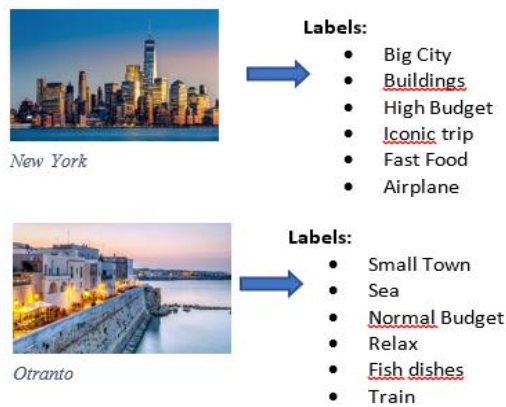 Labels:
• Big City
• Buildings
• High Budget
• Iconic trip
• Fast Food
• Airplane
New York
Labels:
• Small Town
• Sea
• Normal Budget
• Relax
• Fish dishes
• Train
Otranto